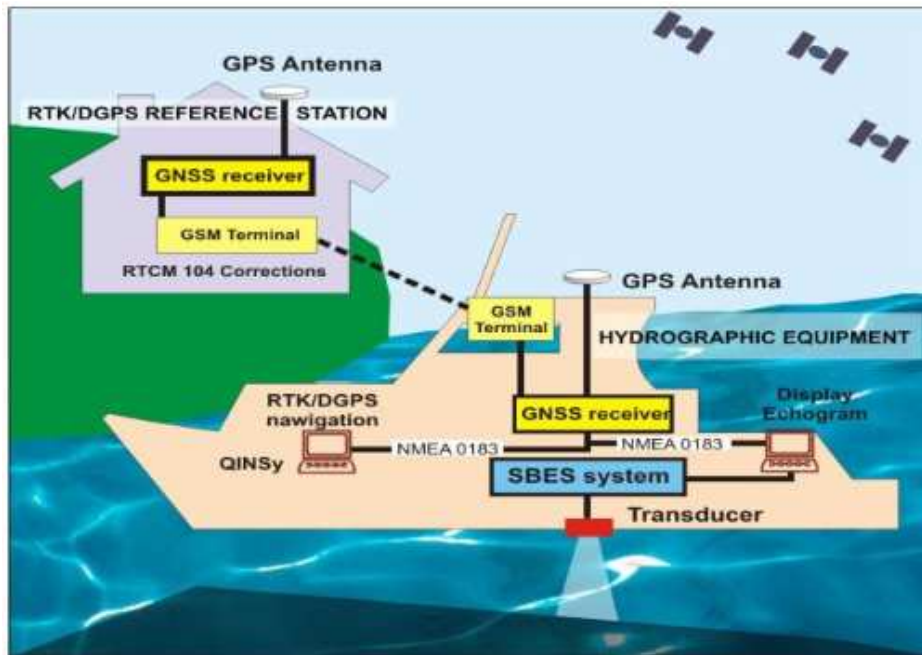 GPS Antenna
RTK/DGPS REFERENCE STATION
GNSS receiver
GSM Terminal
RTCM 104 Corrections
GPS Antenna
GSM
Terminal
HYDROGRAPHIC EQUIPMENT
RTK/DGPS
nawigation
QINSy
GNSS receiver
Display
Echogram
NMEA 0183
NMEA 0183
SBES system
Transducer